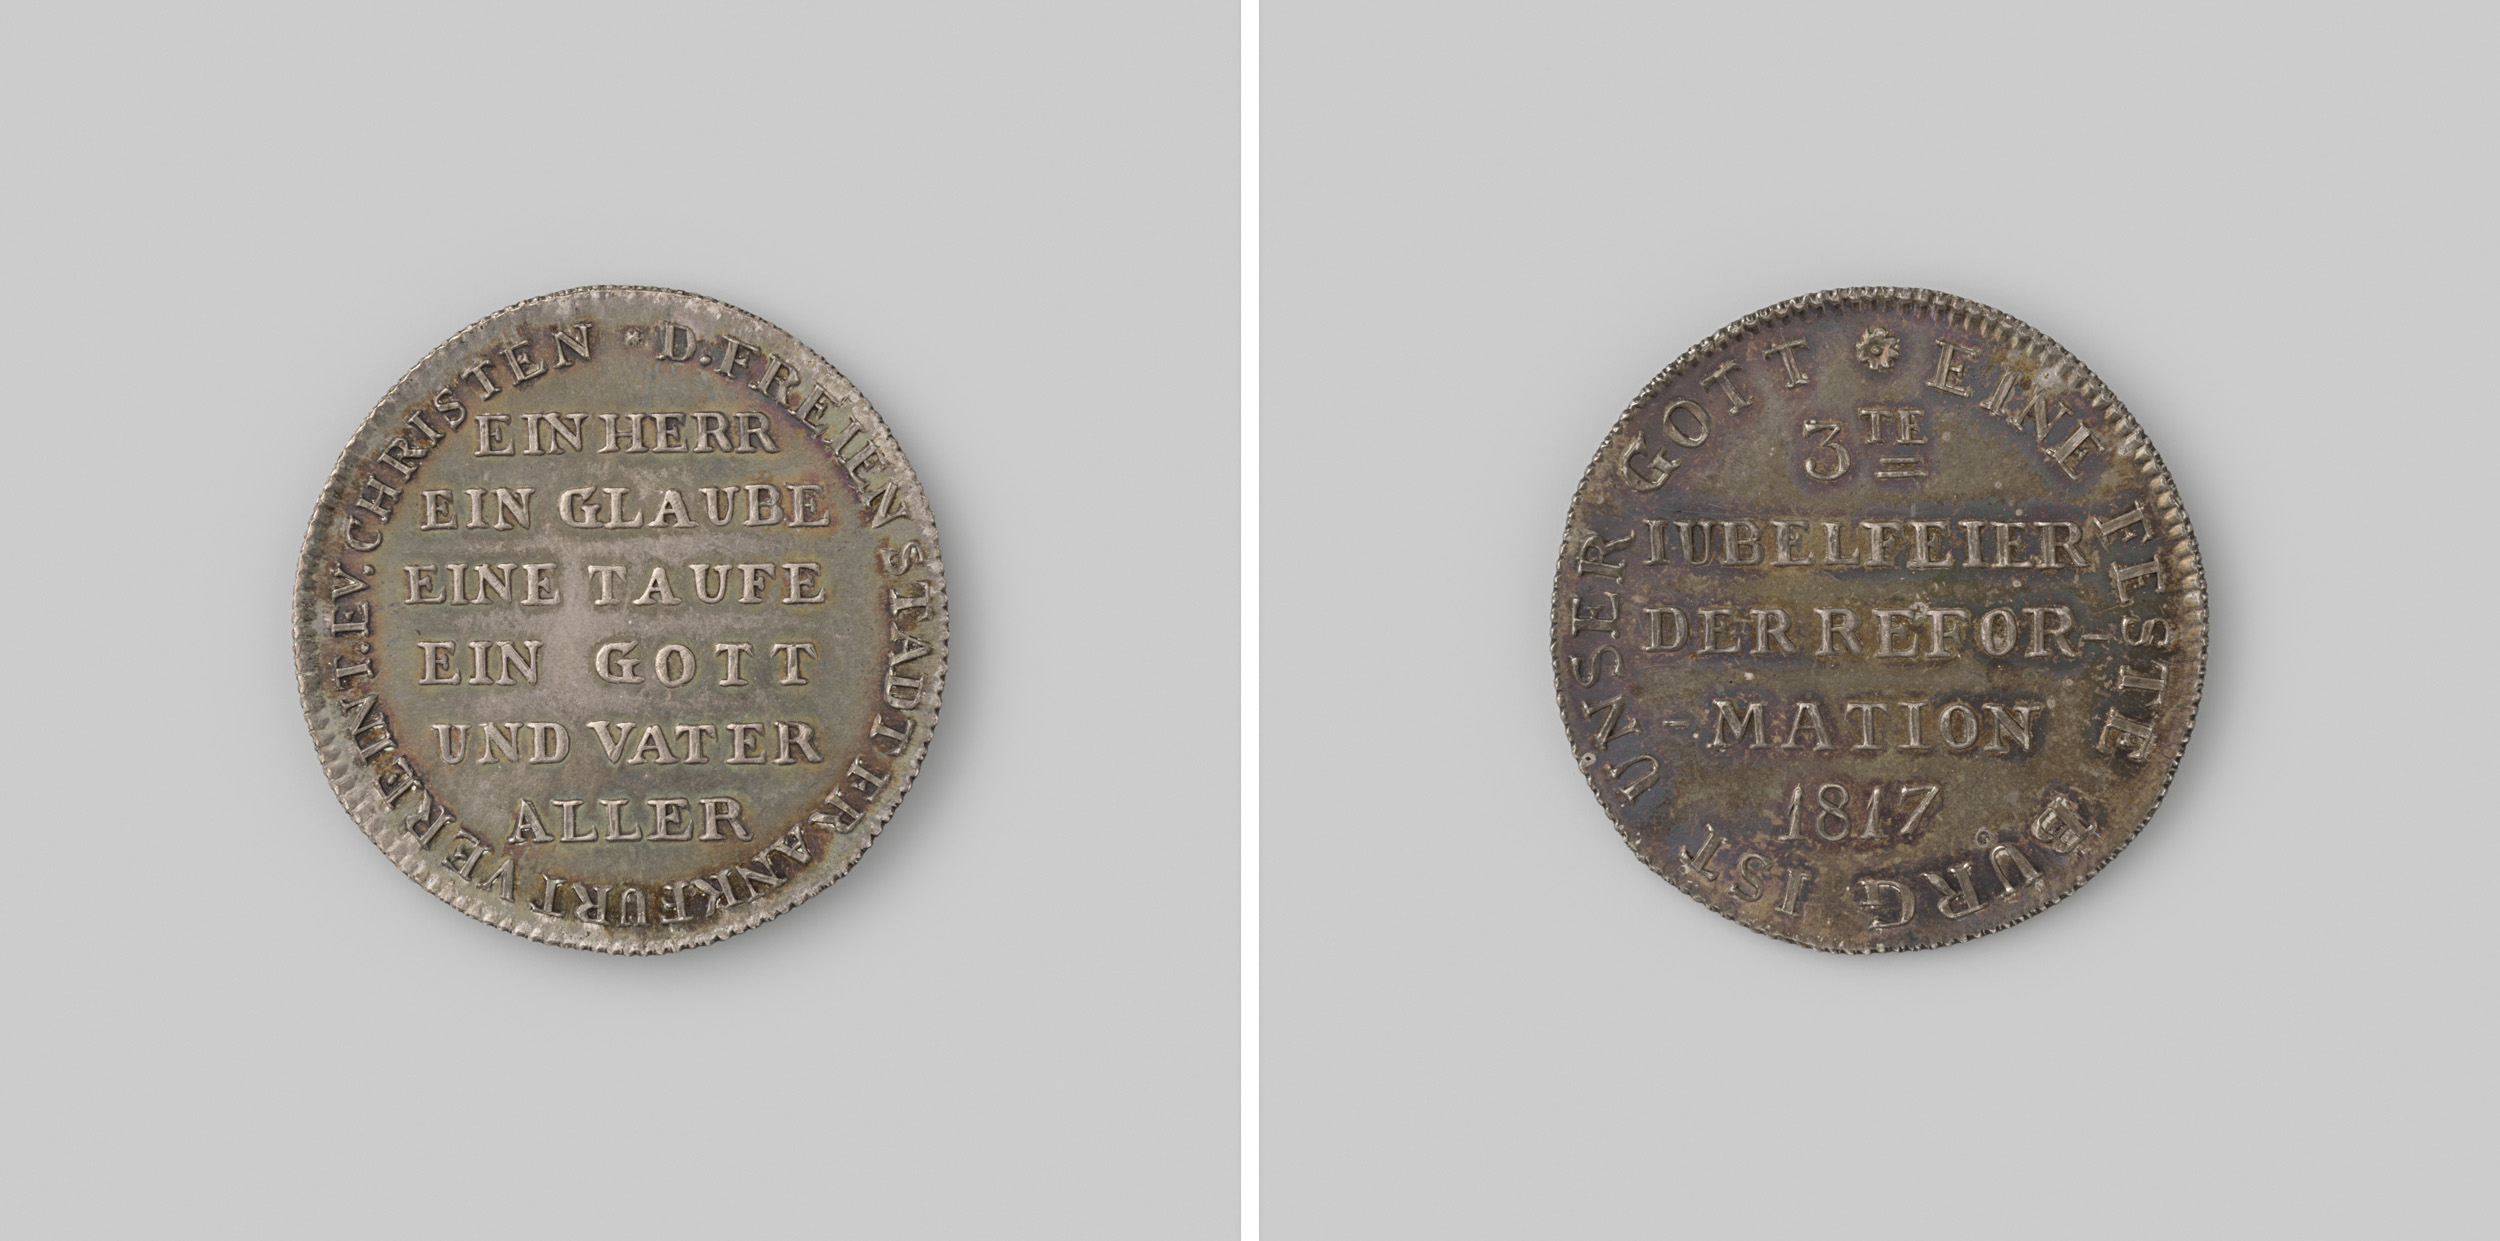 * D. FREIEN STADT FRANKFURT VEREINT. EV. CHRISTEN
EIN HERR
EIN GLAUBE
EINE TAUFE
EIN GOTT
UND VATER
ALLER
EINE FESTE BURG IST UNSER GOTT
3TE
IUBELFEIER
DER REFOR-
-MATION
1817